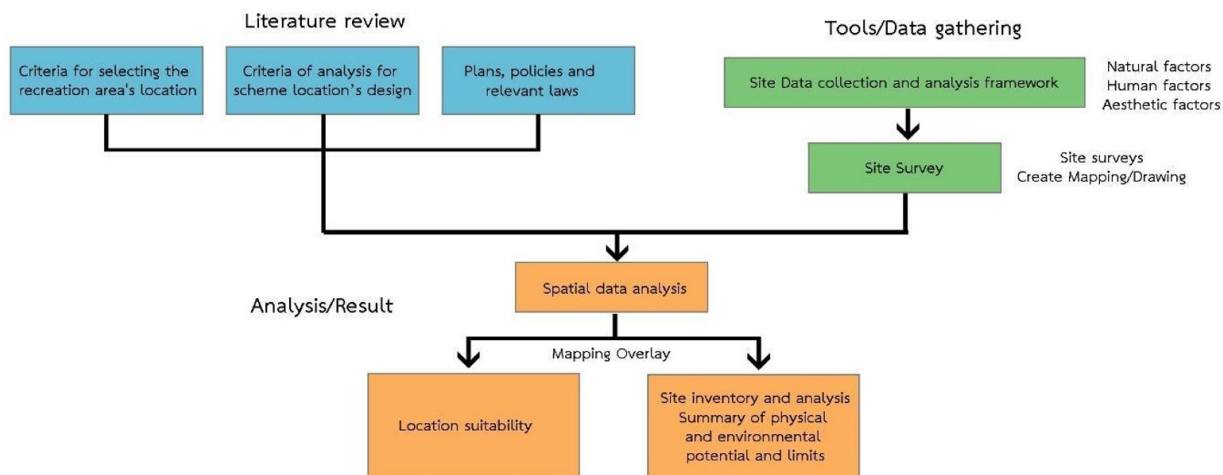 Literature review
Criteria for selecting the
recreation area's location
Criteria of analysis for
scheme location's design
Plans, policies and
relevant laws
Tools/Data gathering
Site Data collection and analysis framework
Natural factors
Human factors
Aesthetic factors
Site Survey
Site surveys
Create Mapping/Drawing
Spatial data analysis
Analysis/Result
Mapping Overlay
Location suitability
Site inventory and analysis
Summary of physical
and environmental
potential and limits